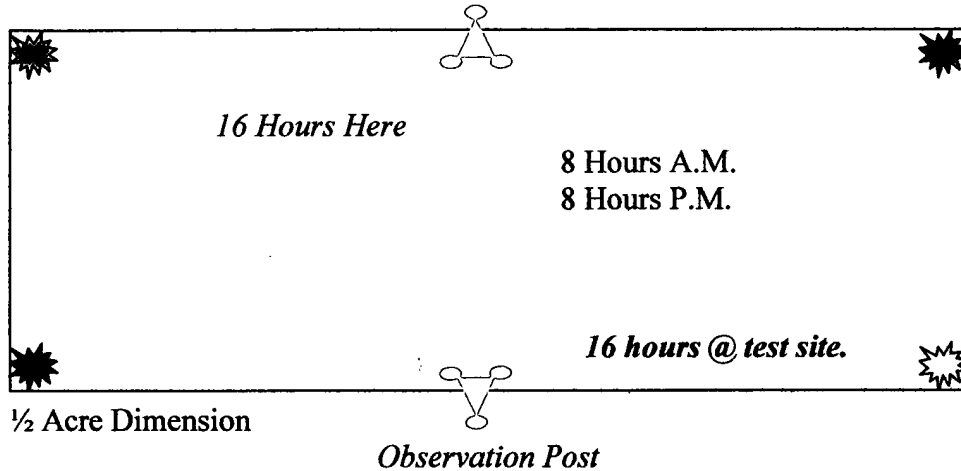 16 Hours Here
8 Hours A.M.
8 Hours P.M.
16 hours @ test site.
½ Acre Dimension
Observation Post